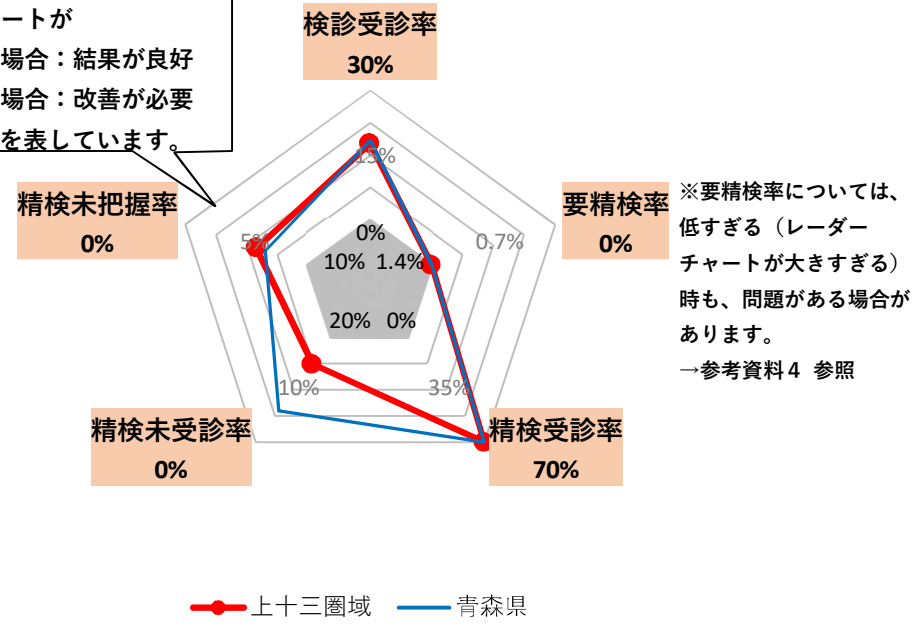 ートが
場合：結果が良好
場合：改善が必要
を表しています。
検診受診率
30%
15%
0%
精検未把握率
0%
5%
10%
要精検率
0%
0.7%
1.4%
※要精検率については、
低すぎる（レーダー
チャートが大きすぎる）
時も、問題がある場合が
あります。
→参考資料４ 参照
20%
0%
10%
35%
精検未受診率
0%
精検受診率
70%
上十三圏域
青森県